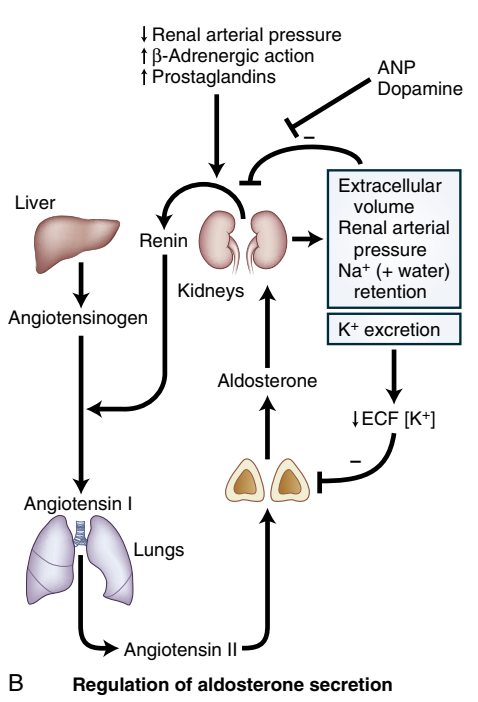 ↓ Renal arterial pressure
↑ β-Adrenergic action
↑ Prostaglandins
ANP
Dopamine
–
Liver
Renin
Kidneys
Extracellular
volume
Renal arterial
pressure
Na⁺ (+ water)
retention
K⁺ excretion
Angiotensinogen
Aldosterone
↓ECF [K⁺]
–
Angiotensin I
Lungs
Angiotensin II
B Regulation of aldosterone secretion